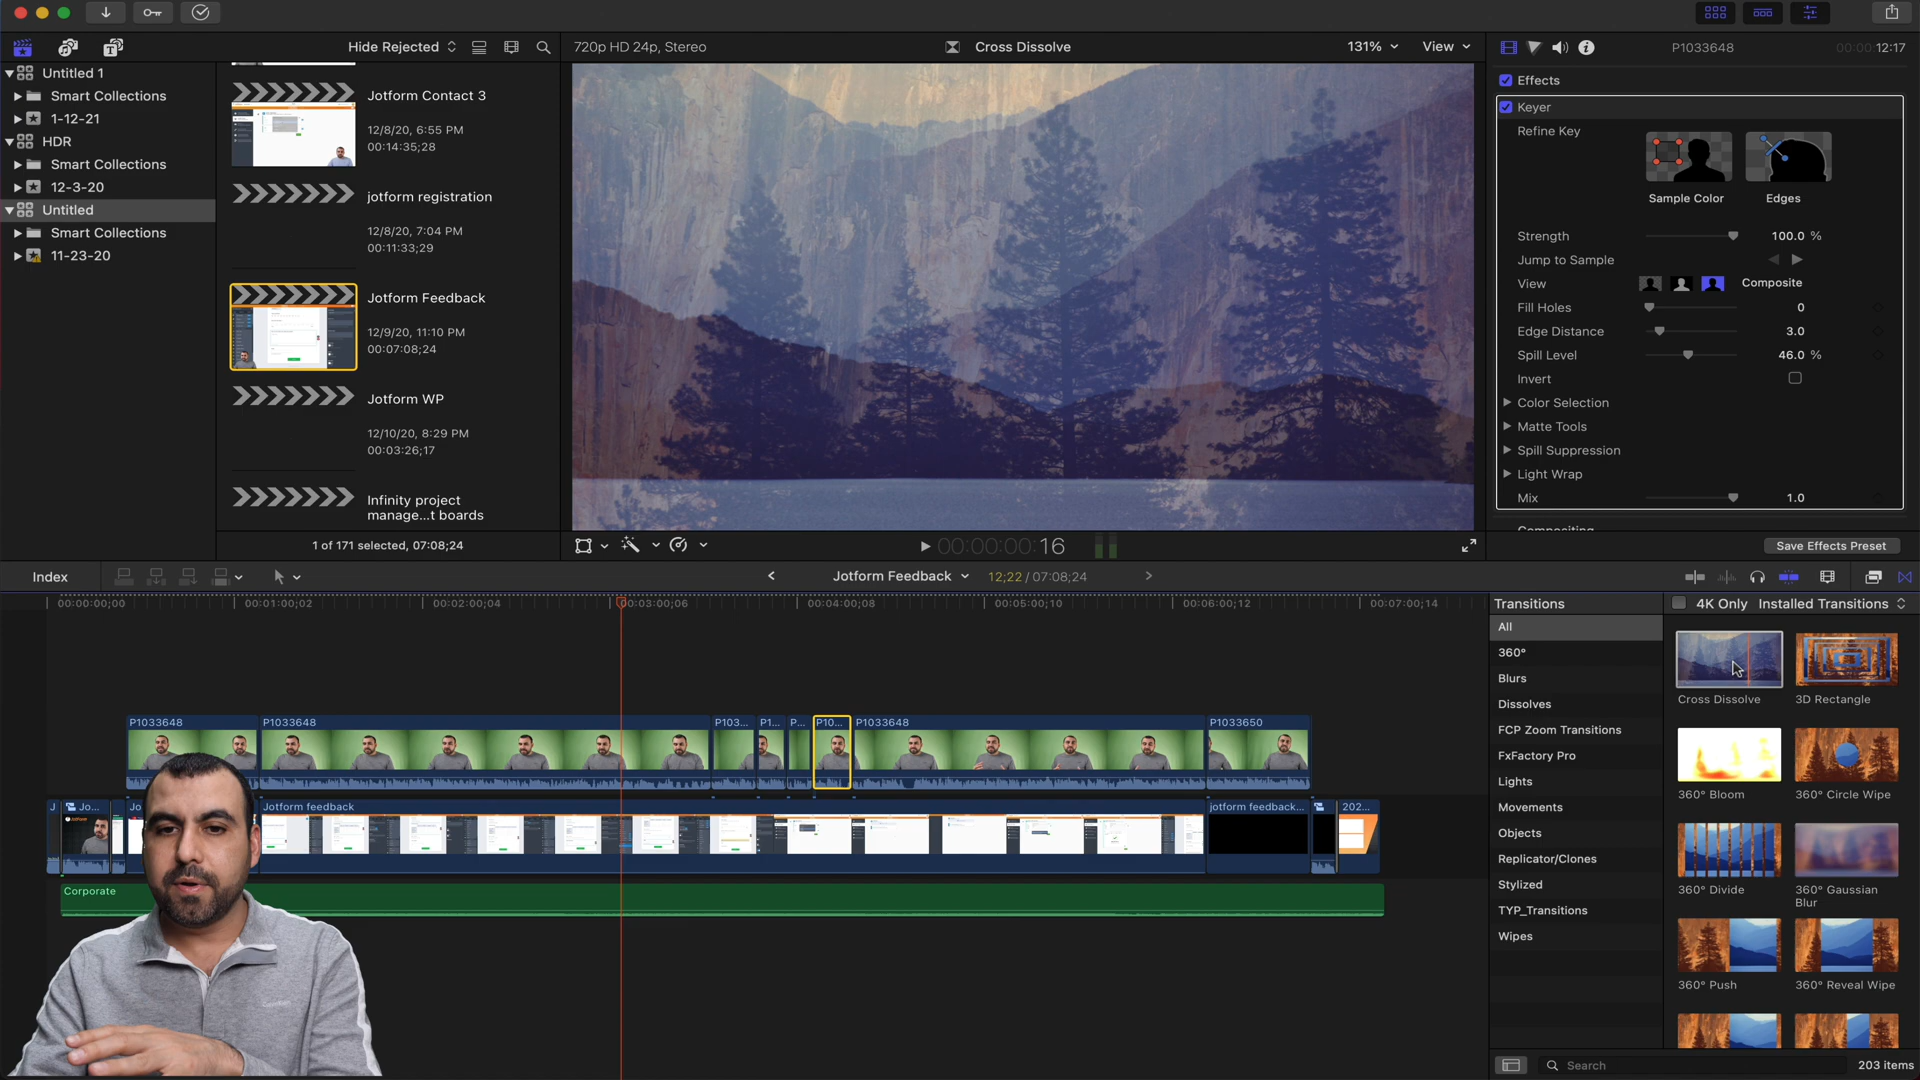 Hide Rejected
720p HD 24p, Stereo
Cross Dissolve
131%
View
P1033648
00:00:12:17
Untitled 1
Smart Collections
1-12-21
HDR
Smart Collections
12-3-20
Untitled
Smart Collections
11-23-20
Jotform Contact 3
12/8/20, 6:55 PM
00:14:35;28
jotform registration
12/8/20, 7:04 PM
00:11:33;29
Jotform Feedback
12/9/20, 11:10 PM
00:07:08;24
Jotform WP
12/10/20, 8:29 PM
00:03:26;17
Infinity project
manage...t boards
1 of 171 selected, 07:08;24
00:00:00:16
Effects
Keyer
Refine Key
Sample Color
Edges
Strength
100.0 %
Jump to Sample
View
Composite
Fill Holes
0
Edge Distance
3.0
Spill Level
46.0 %
Invert
Color Selection
Matte Tools
Spill Suppression
Light Wrap
Mix
1.0
Compositing
Save Effects Preset
Index
Jotform Feedback
12;22 / 07:08;24
00:00:00;00
00:01:00;02
00:02:00;04
00:03:00;06
00:04:00;08
00:05:00;10
00:06:00;12
00:07:00;14
P1033648
P1033648
P103...
P1...
P...
P10...
P1033648
P1033650
J
Jo...
Jo
Jotform feedback
jotform feedback...
202...
Corporate
Transitions
4K Only
Installed Transitions
All
360°
Blurs
Dissolves
FCP Zoom Transitions
FxFactory Pro
Lights
Movements
Objects
Replicator/Clones
Stylized
TYP_Transitions
Wipes
Cross Dissolve
3D Rectangle
360° Bloom
360° Circle Wipe
360° Divide
360° Gaussian
Blur
360° Push
360° Reveal Wipe
Search
203 items